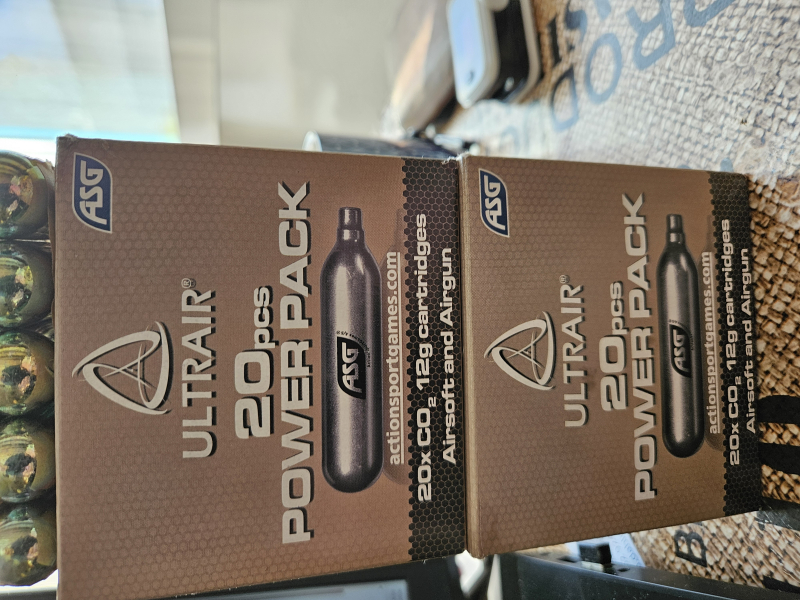 ASG
ULTRAIR®
20pcs
POWER PACK
ASG
actionsportgames.com
20x CO₂ 12g cartridges
Airsoft and Airgun
ASG
ULTRAIR®
20pcs
POWER PACK
ASG
actionsportgames.com
20x CO₂ 12g cartridges
Airsoft and Airgun
PROD